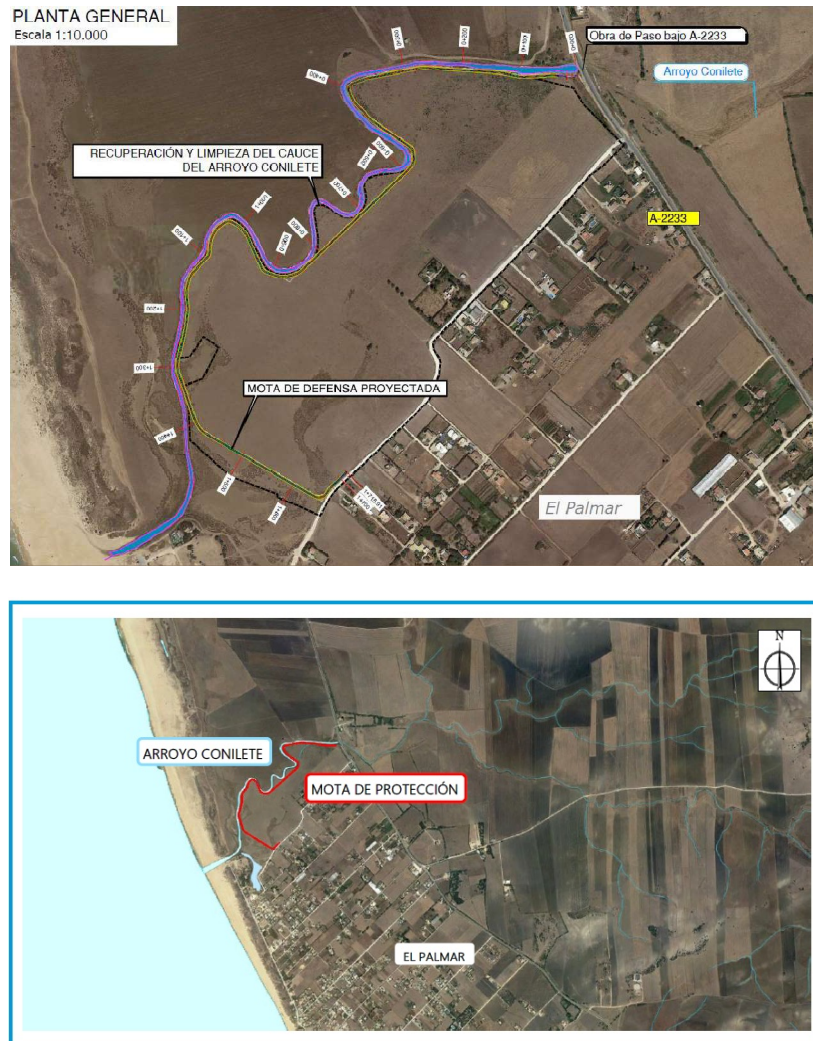 PLANTA GENERAL
Escala 1:10.000
Obra de Paso bajo A-2233
Arroyo Conilete
RECUPERACIÓN Y LIMPIEZA DEL CAUCE
DEL ARROYO CONILETE
A-2233
MOTA DE DEFENSA PROYECTADA
El Palmar
N
ARROYO CONILETE
MOTA DE PROTECCIÓN
EL PALMAR